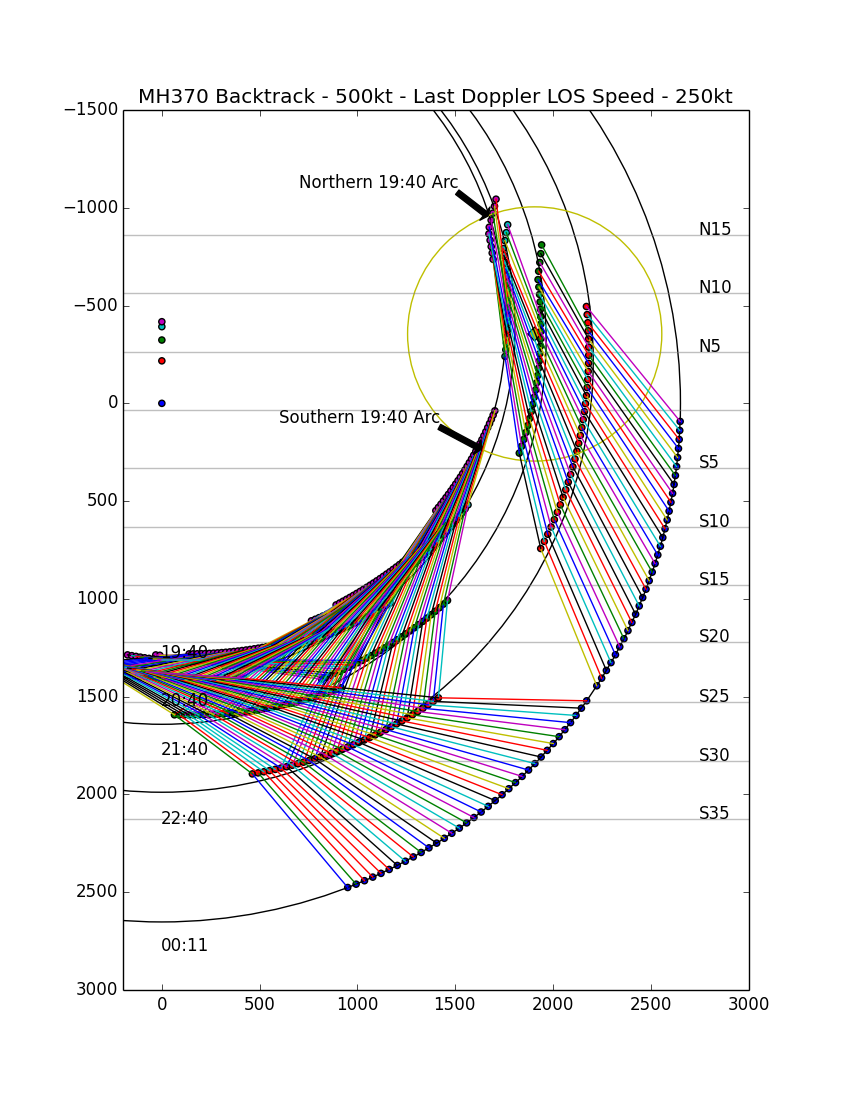 MH370 Backtrack - 500kt - Last Doppler LOS Speed - 250kt
−1500
Northern 19:40 Arc
−1000
N15
N10
−500
N5
0
Southern 19:40 Arc
S5
500
S10
S15
1000
S20
19:40
1500
20:40
S25
21:40
S30
2000
22:40
S35
2500
00:11
3000
0 500 1000 1500 2000 2500 3000